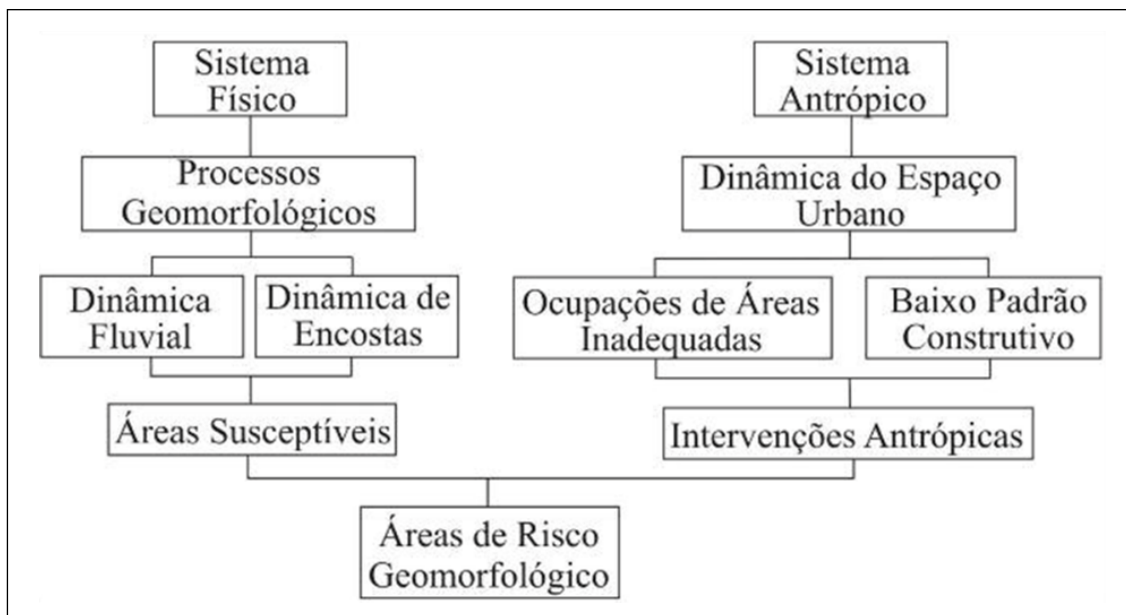 Sistema
Físico
Sistema
Antrópico
Processos
Geomorfológicos
Dinâmica do Espaço
Urbano
Dinâmica
Fluvial
Dinâmica de
Encostas
Ocupações de Áreas
Inadequadas
Baixo Padrão
Construtivo
Áreas Susceptíveis
Intervenções Antrópicas
Áreas de Risco
Geomorfológico